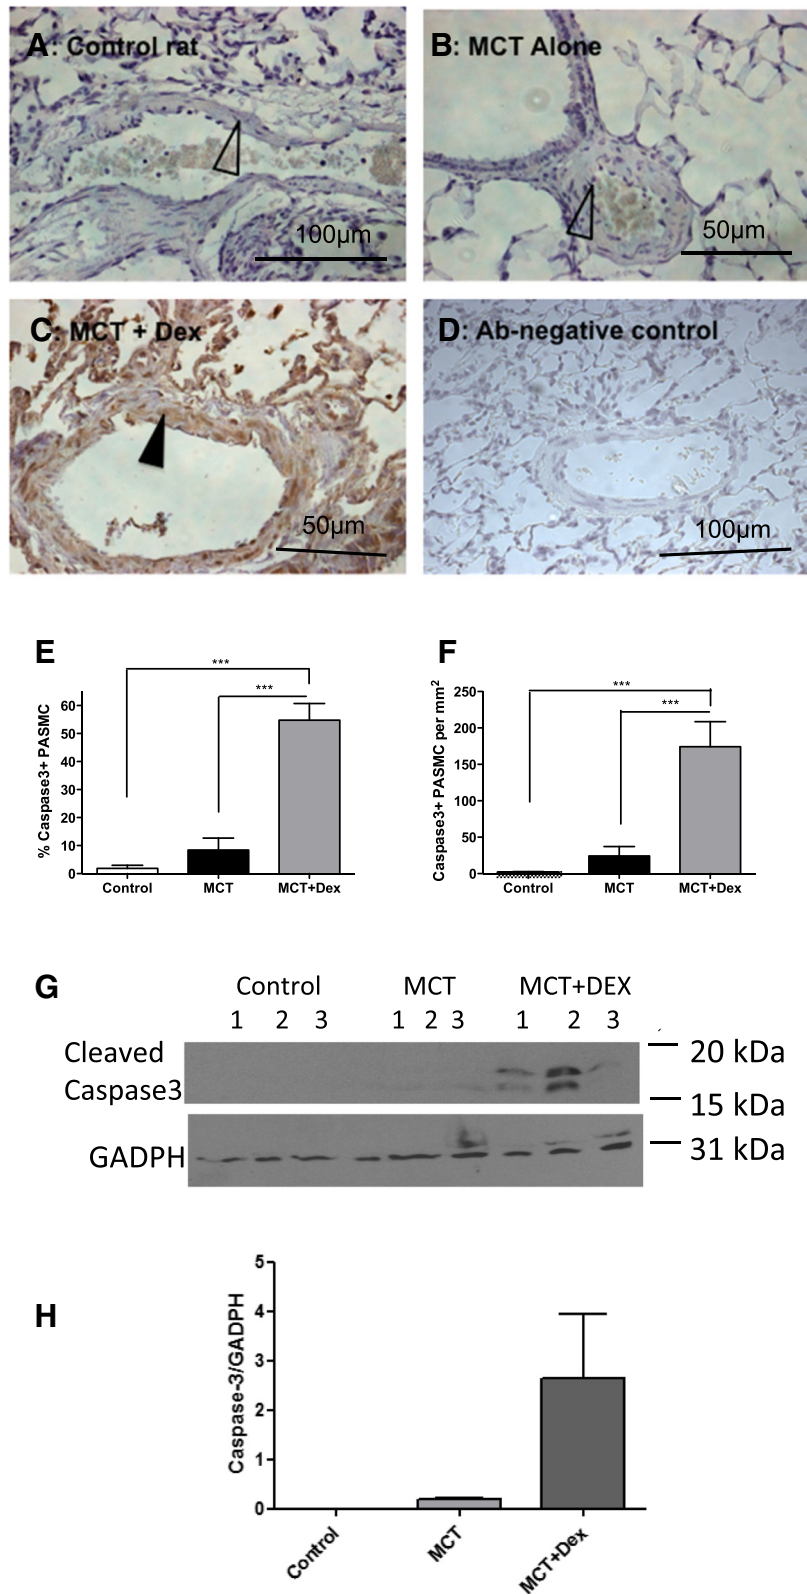 A: Control rat
100µm
B: MCT Alone
50µm
C: MCT + Dex
50µm
D: Ab-negative control
100µm
E
% Caspase3+ PASMC
60
50
40
30
20
10
0
***
***
Control MCT MCT+Dex
F
Caspase3+ PASMC per mm²
250
200
150
100
50
0
***
***
Control MCT MCT+Dex
G
Control MCT MCT+DEX
1 2 3 1 2 3 1 2 3
Cleaved
Caspase3
20 kDa
15 kDa
GADPH
31 kDa
H
Caspase-3/GADPH
5
4
3
2
1
0
Control MCT MCT+Dex